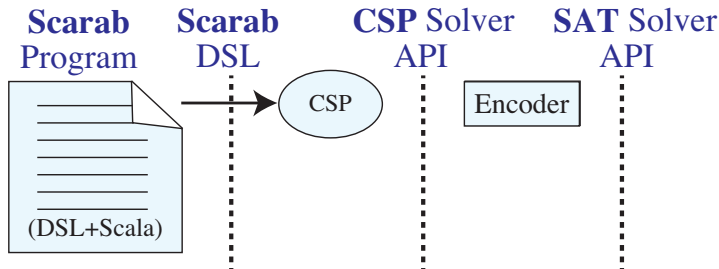 Scarab Program
Scarab DSL
CSP Solver API
SAT Solver API
CSP
Encoder
(DSL+Scala)